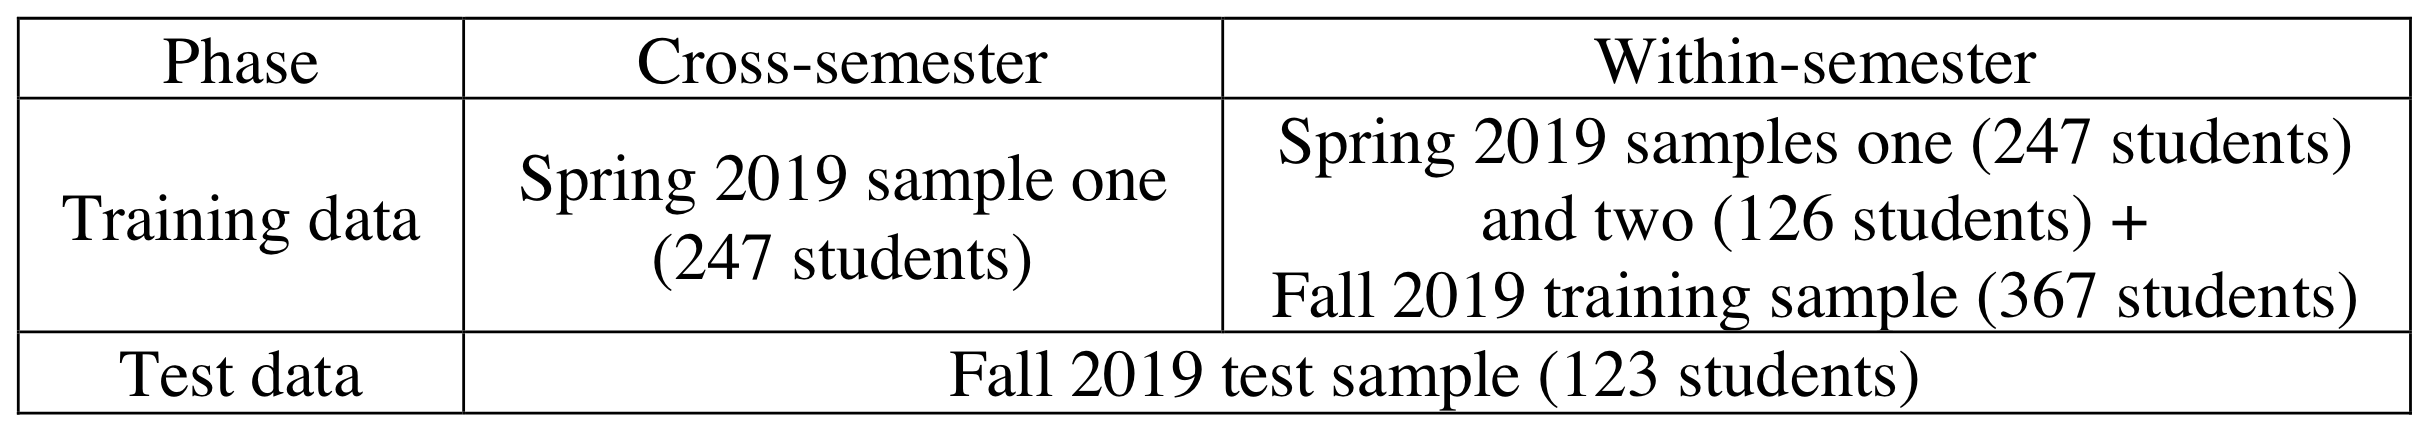 Phase
Cross-semester
Within-semester
Training data
Spring 2019 sample one
(247 students)
Spring 2019 samples one (247 students)
and two (126 students) +
Fall 2019 training sample (367 students)
Test data
Fall 2019 test sample (123 students)